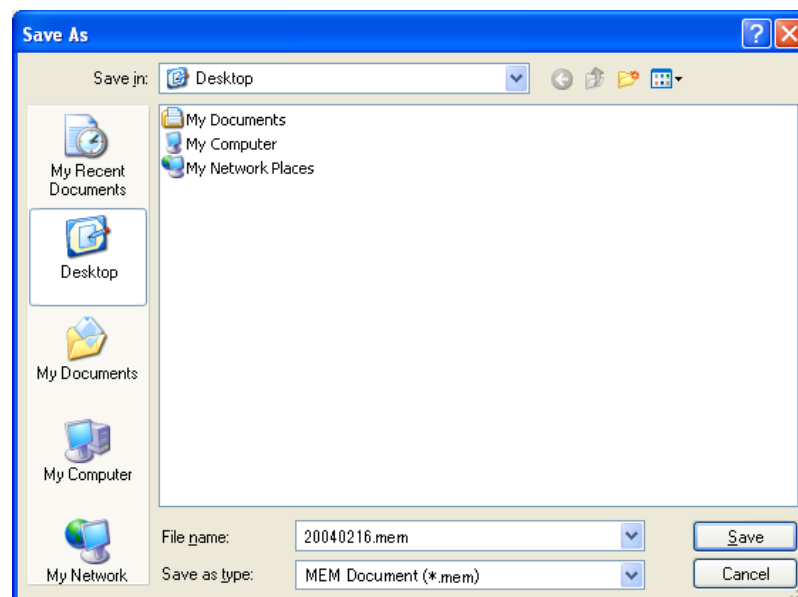 Save As
Save in: Desktop
My Documents
My Computer
My Network Places
My Recent
Documents
Desktop
My Documents
My Computer
My Network
File name: 20040216.mem Save
Save as type: MEM Document (*.mem) Cancel